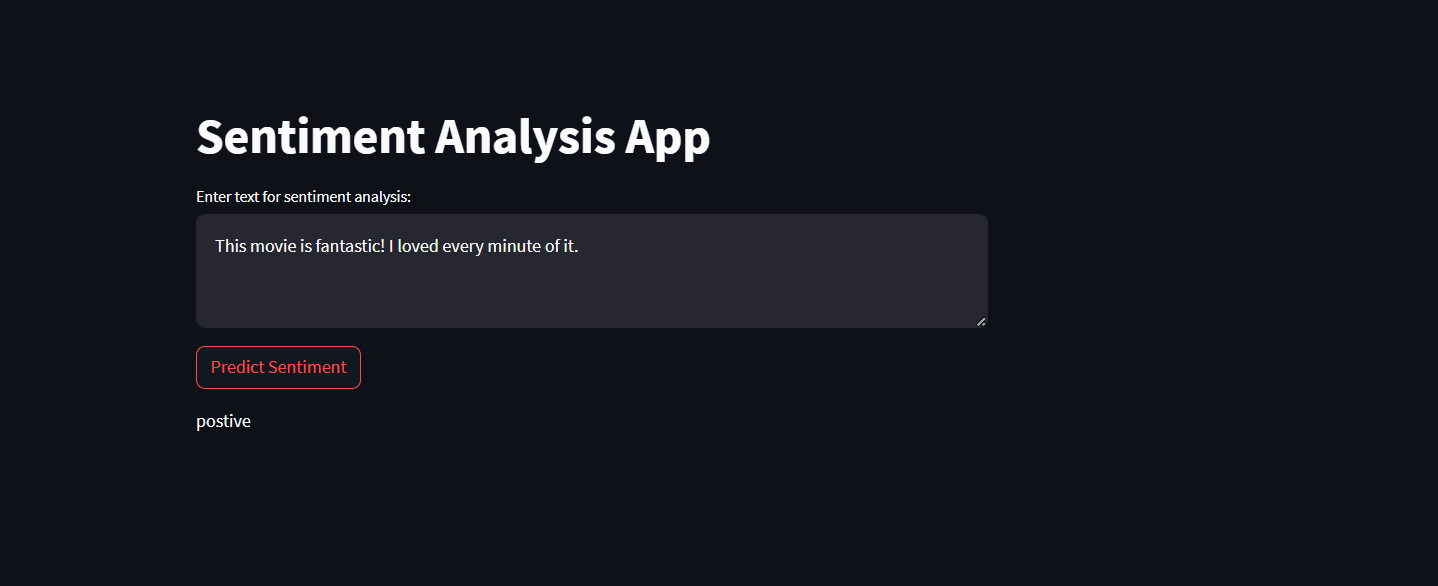 Sentiment Analysis App
Enter text for sentiment analysis:
This movie is fantastic! I loved every minute of it.
Predict Sentiment
postive